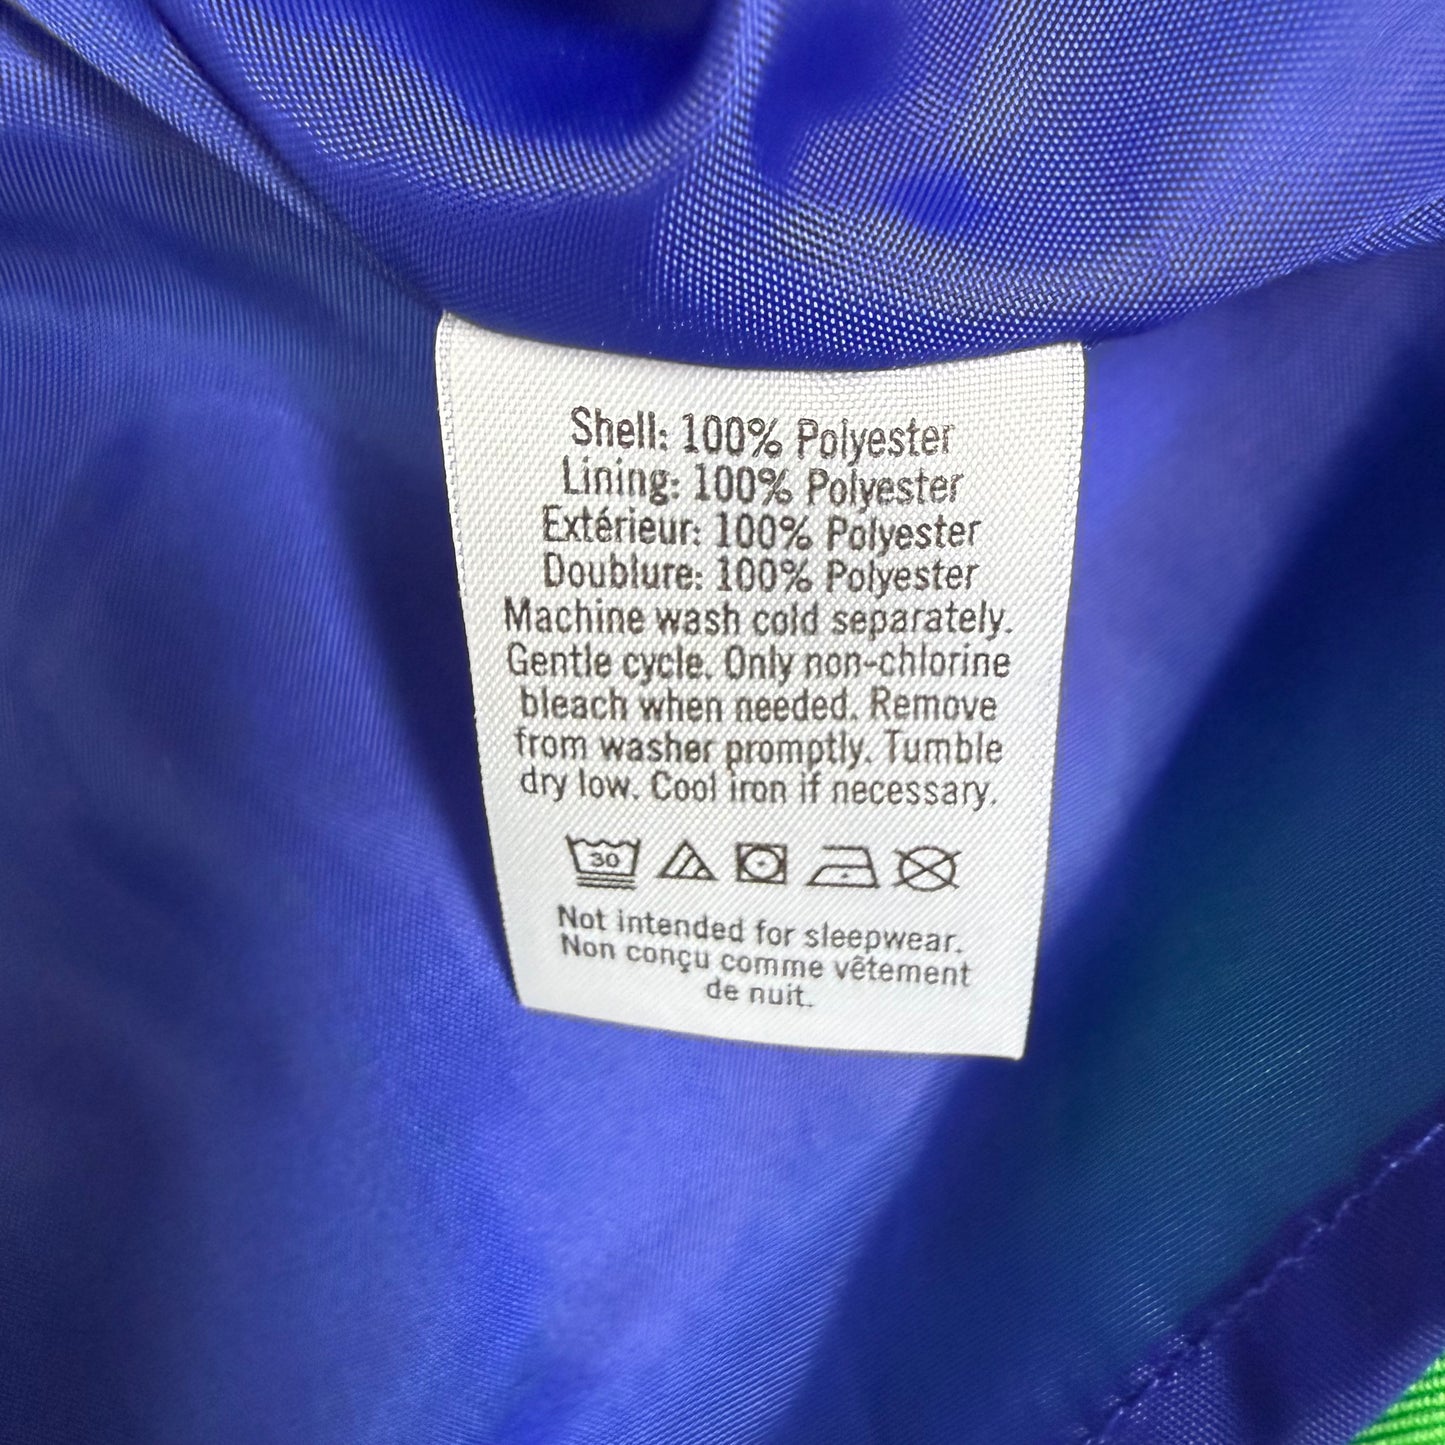 Shell: 100% Polyester
Lining: 100% Polyester
Extérieur: 100% Polyester
Doublure: 100% Polyester
Machine wash cold separately.
Gentle cycle. Only non-chlorine
bleach when needed. Remove
from washer promptly. Tumble
dry low. Cool iron if necessary.
30
Not intended for sleepwear.
Non conçu comme vêtement
de nuit.